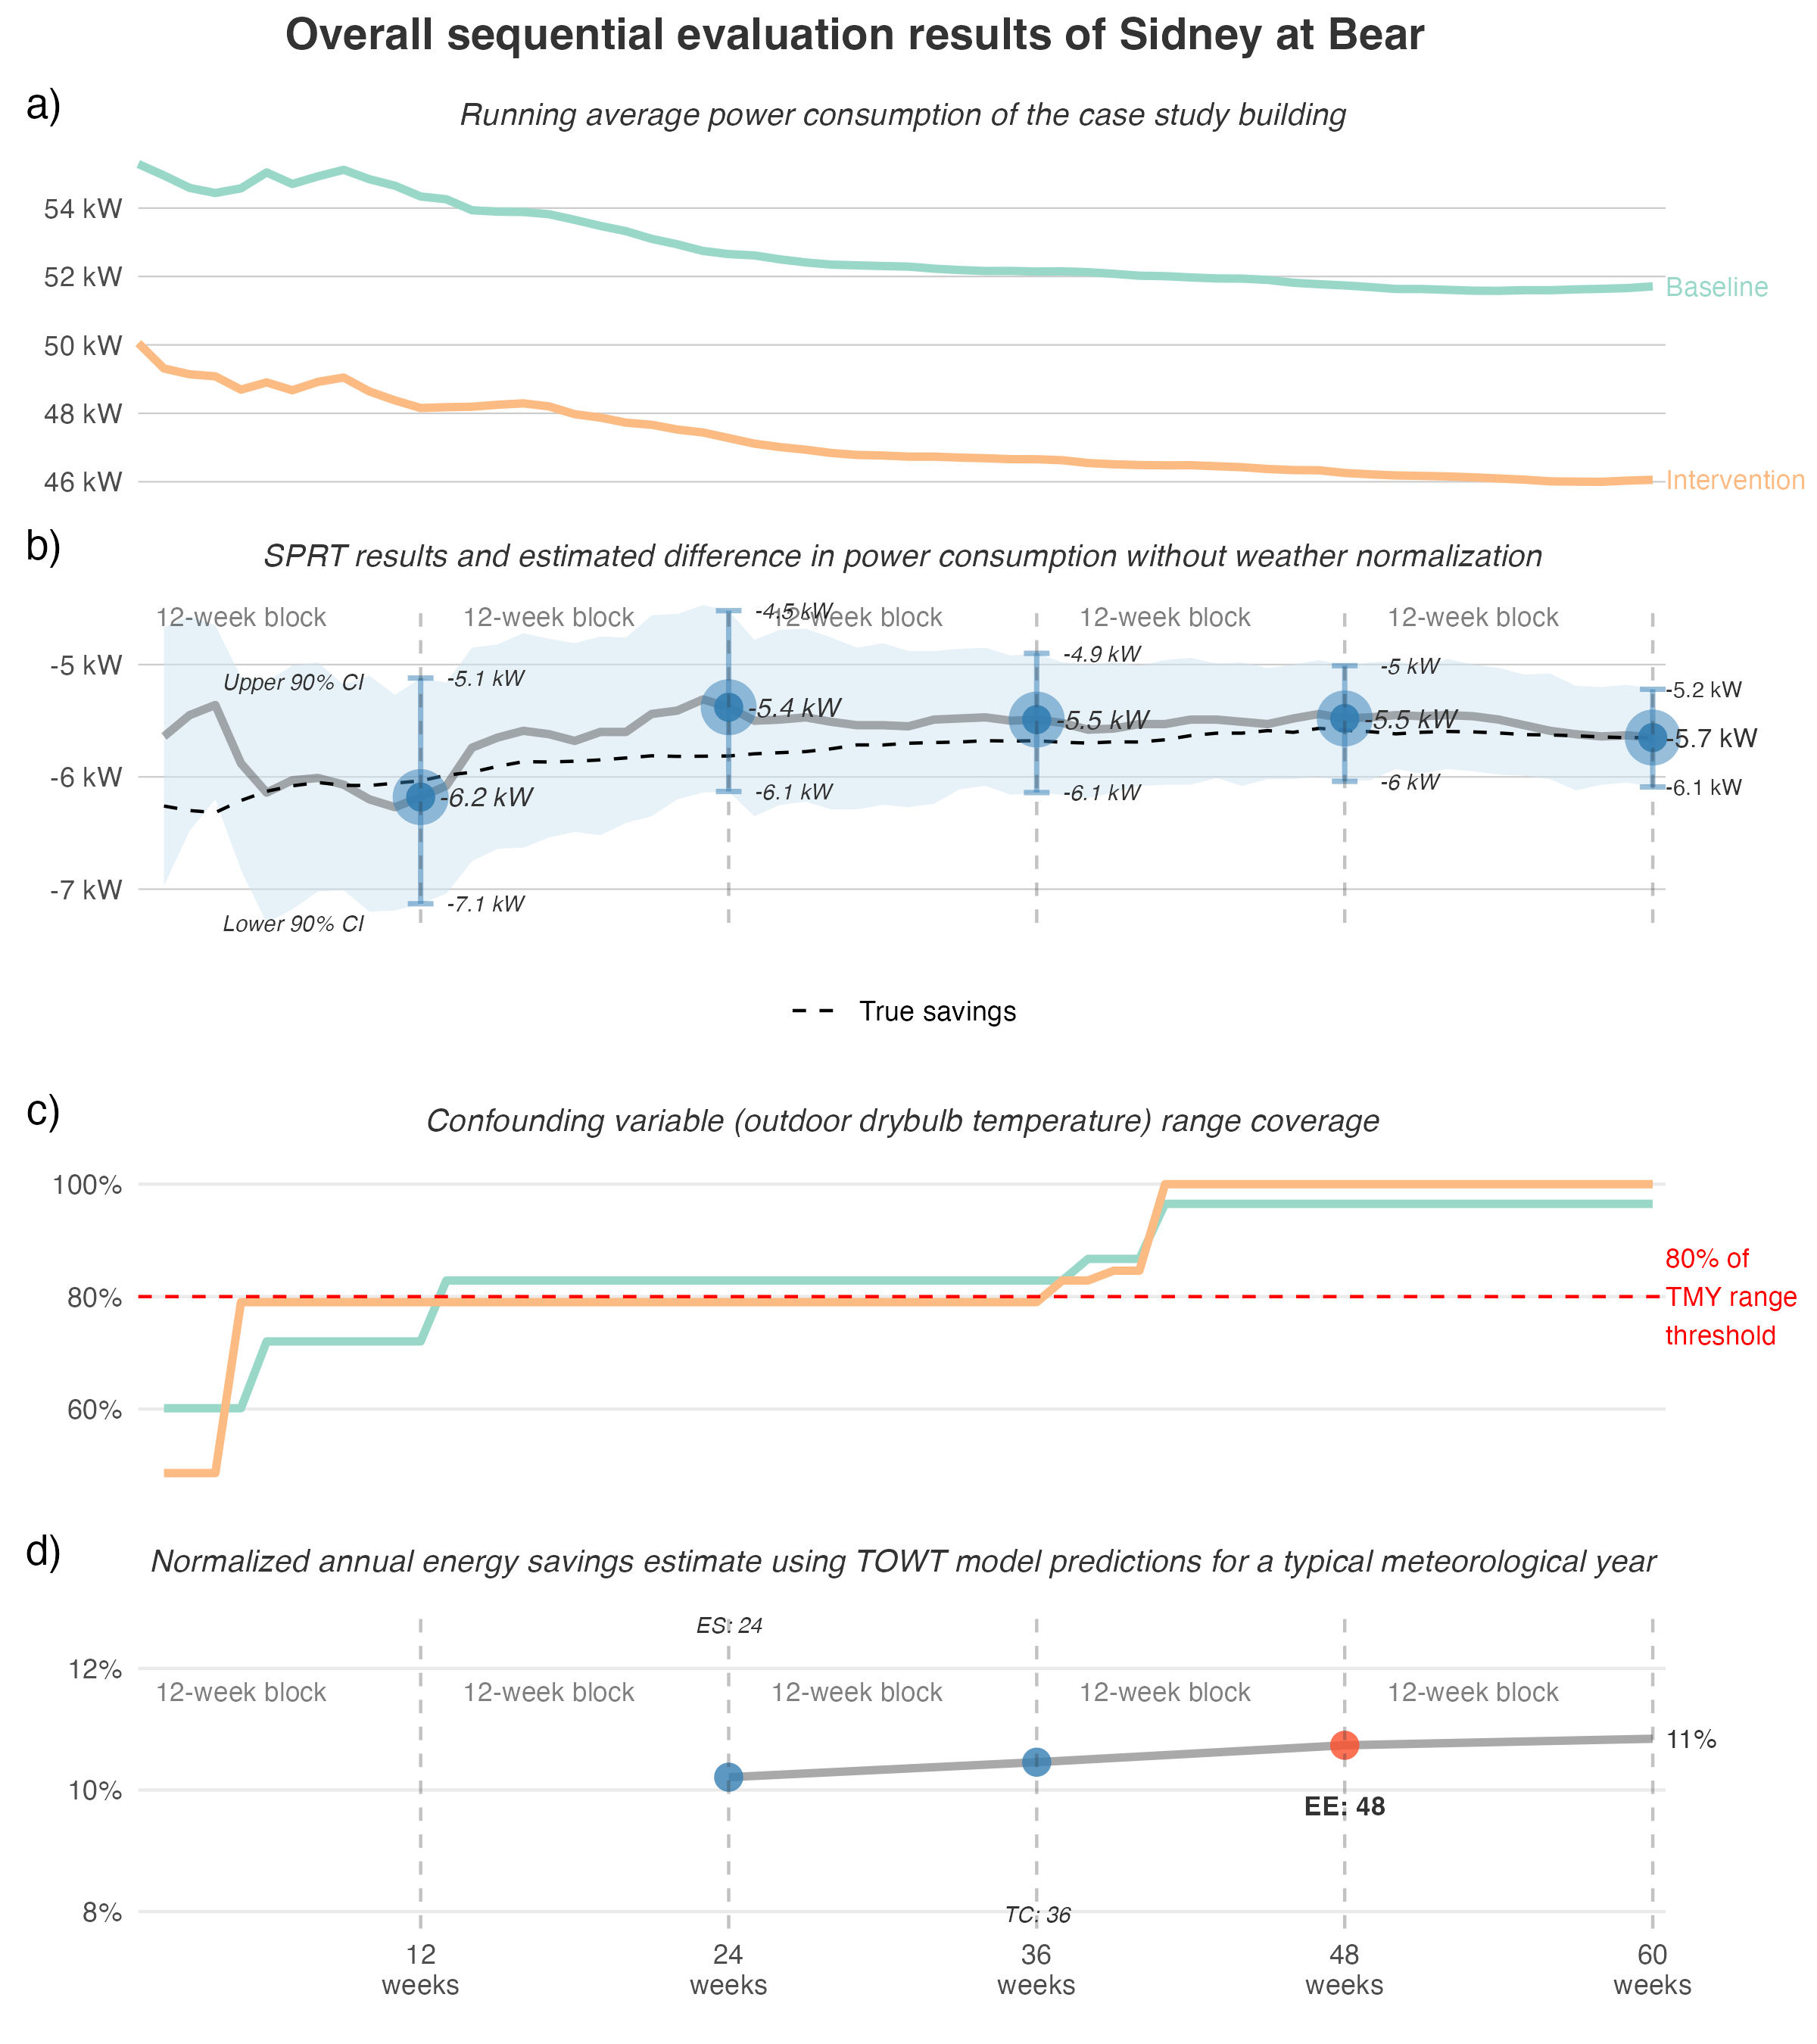 Overall sequential evaluation results of Sidney at Bear
a)
Running average power consumption of the case study building
54 kW
52 kW
Baseline
50 kW
48 kW
46 kW
Intervention
b)
SPRT results and estimated difference in power consumption without weather normalization
12-week block
12-week block
12-week block
12-week block
12-week block
-4.5 kW
-4.9 kW
-5 kW
-5 kW
Upper 90% CI
-5.1 kW
-5.2 kW
-5.4 kW
-5.5 kW
-5.5 kW
-5.7 kW
-6 kW
-6.2 kW
-6.1 kW
-6.1 kW
-6 kW
-6.1 kW
-7 kW
-7.1 kW
Lower 90% CI
True savings
c)
Confounding variable (outdoor drybulb temperature) range coverage
100%
80%
60%
80% of
TMY range
threshold
d)
Normalized annual energy savings estimate using TOWT model predictions for a typical meteorological year
ES: 24
12%
12-week block
12-week block
12-week block
12-week block
12-week block
11%
10%
EE: 48
8%
TC: 36
12
weeks
24
weeks
36
weeks
48
weeks
60
weeks